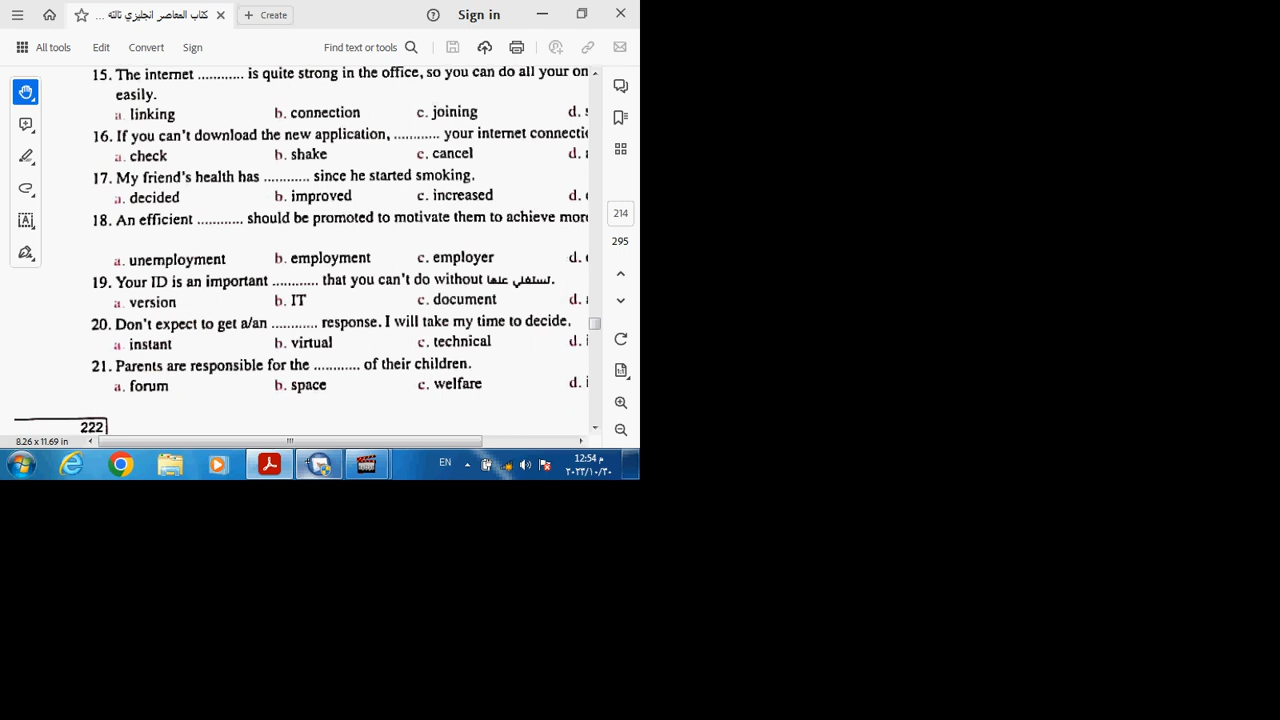 كتاب المعاصر انجليزي تالته ...
Create
Sign in
All tools
Edit
Convert
Sign
Find text or tools
15. The internet ............ is quite strong in the office, so you can do all your on
easily.
a. linking b. connection c. joining d.
16. If you can't download the new application, ............ your internet connecti
a. check b. shake c. cancel d.
17. My friend's health has ............ since he started smoking.
a. decided b. improved c. increased d.
18. An efficient ............ should be promoted to motivate them to achieve mor
a. unemployment b. employment c. employer d.
19. Your ID is an important ............ that you can't do without تستغلي عنها.
a. version b. IT c. document d.
20. Don't expect to get a/an ............ response. I will take my time to decide.
a. instant b. virtual c. technical d.
21. Parents are responsible for the ............ of their children.
a. forum b. space c. welfare d.
222
214
295
8.26 x 11.69 in
EN
12:54 م
٢٠٢٣/١٠/٣٠